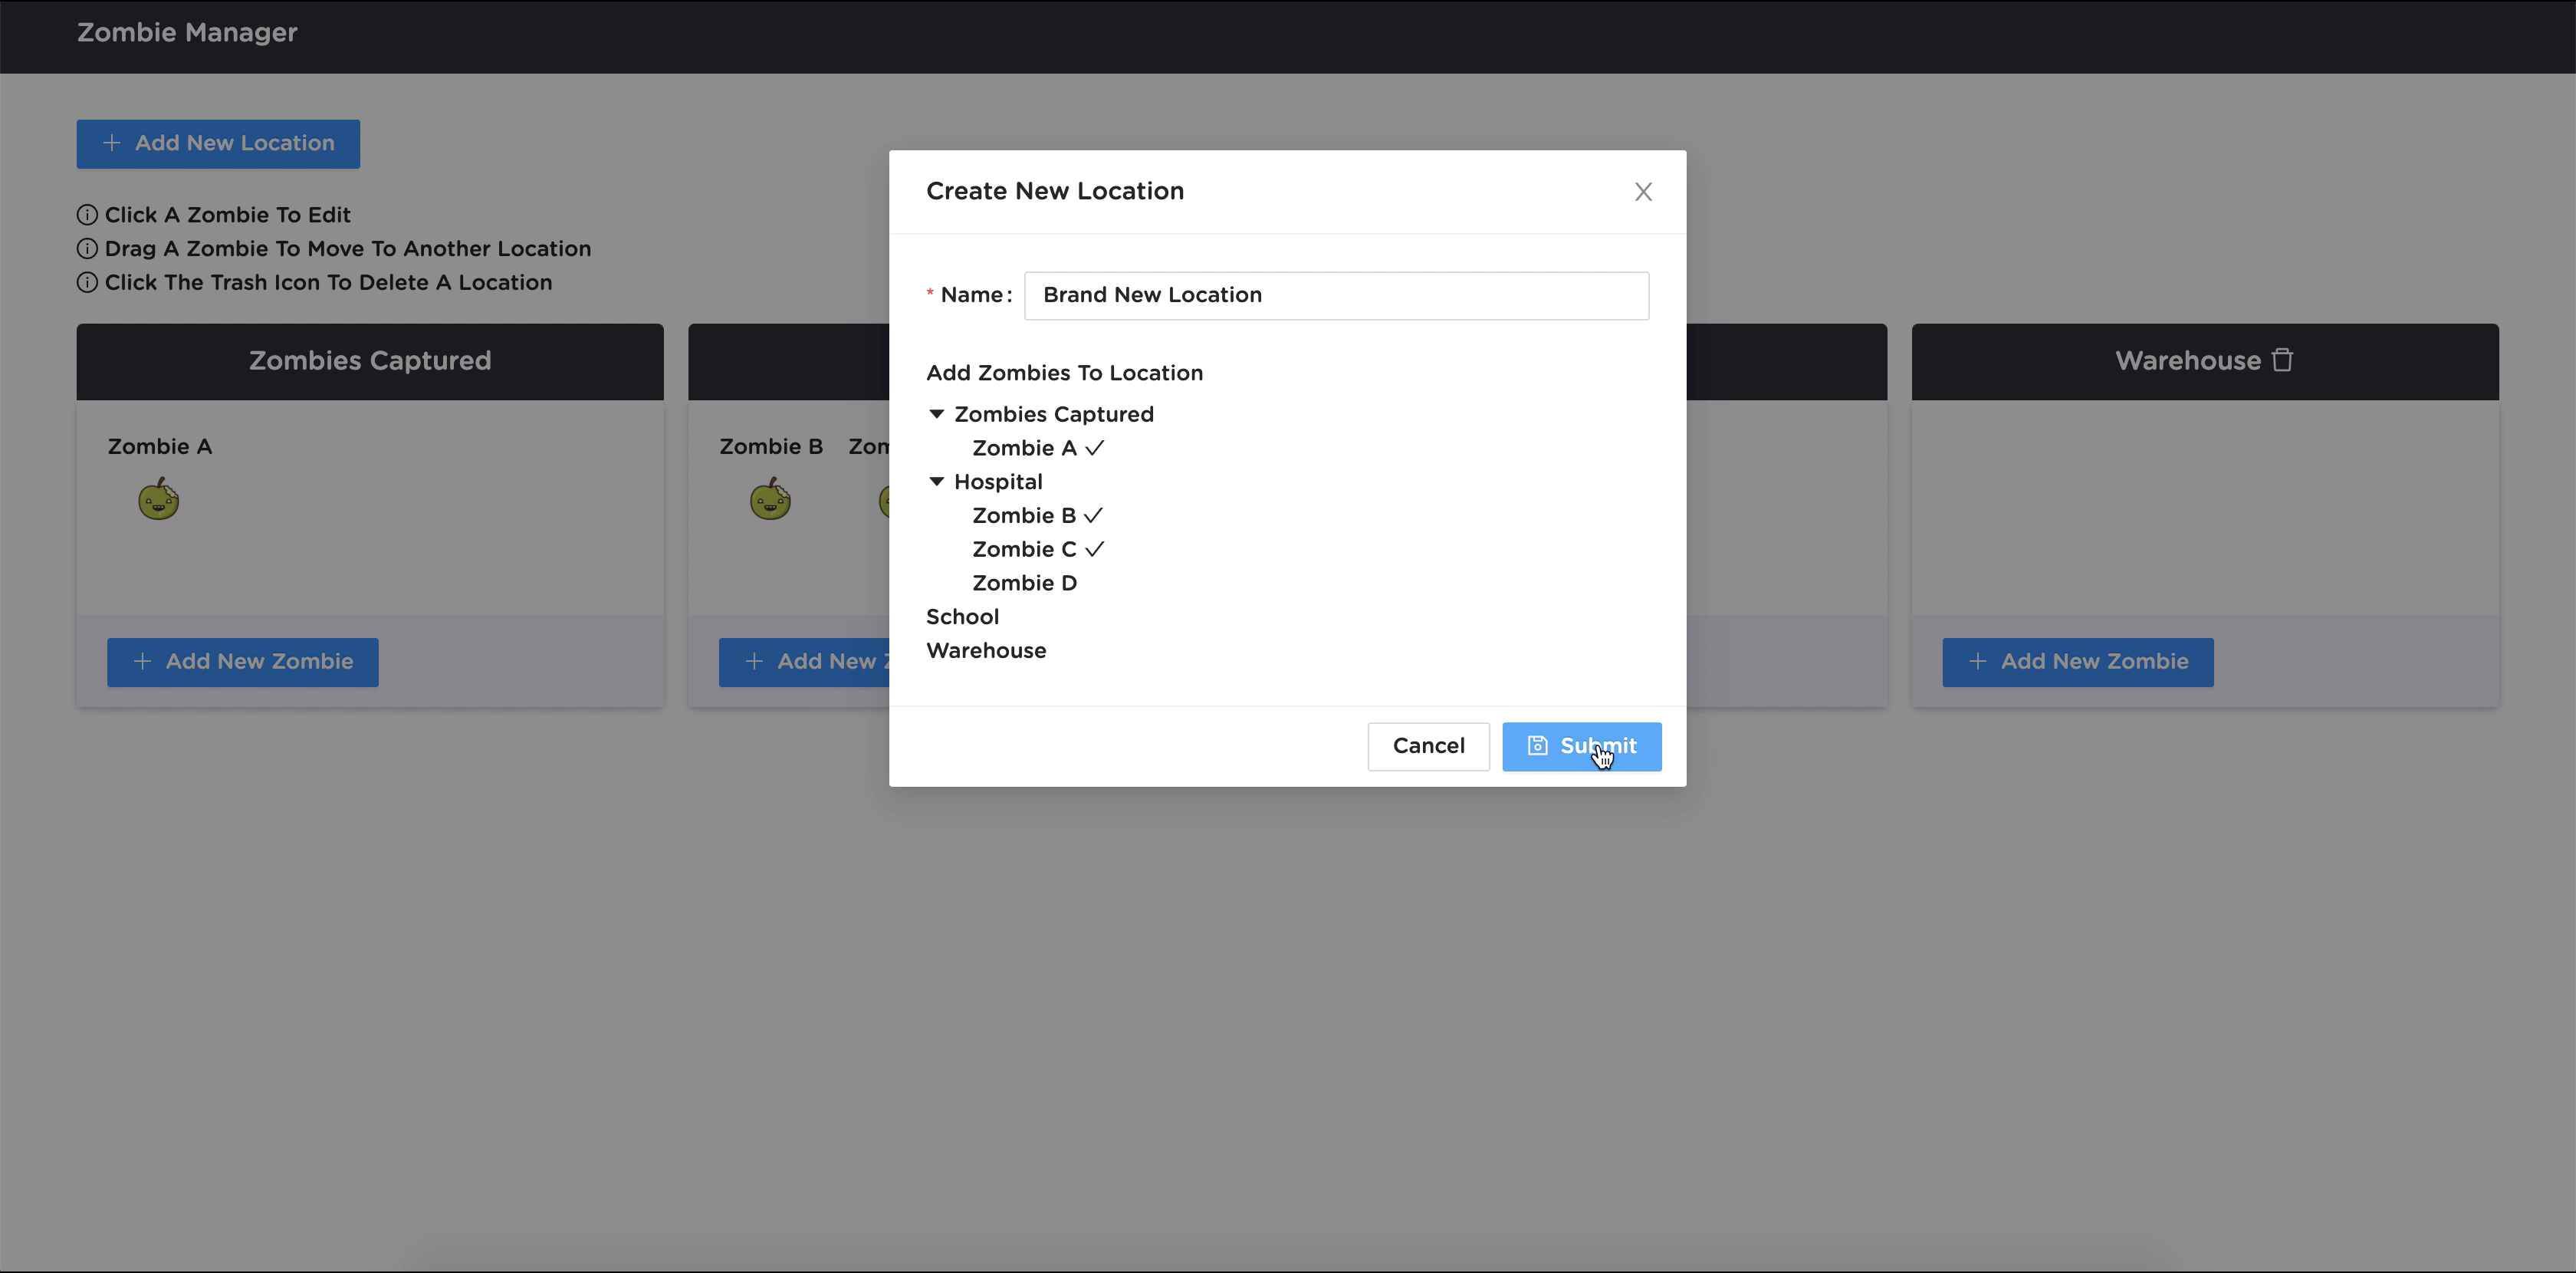 Zombie Manager
Add New Location
Click A Zombie To Edit
Drag A Zombie To Move To Another Location
Click The Trash Icon To Delete A Location
Zombies Captured
Warehouse
Zombie A
Zombie B
Add New Zombie
Add New
Add New Zombie
Create New Location
* Name: Brand New Location
Add Zombies To Location
Zombies Captured
Zombie A
Hospital
Zombie B
Zombie C
Zombie D
School
Warehouse
Cancel
Submit